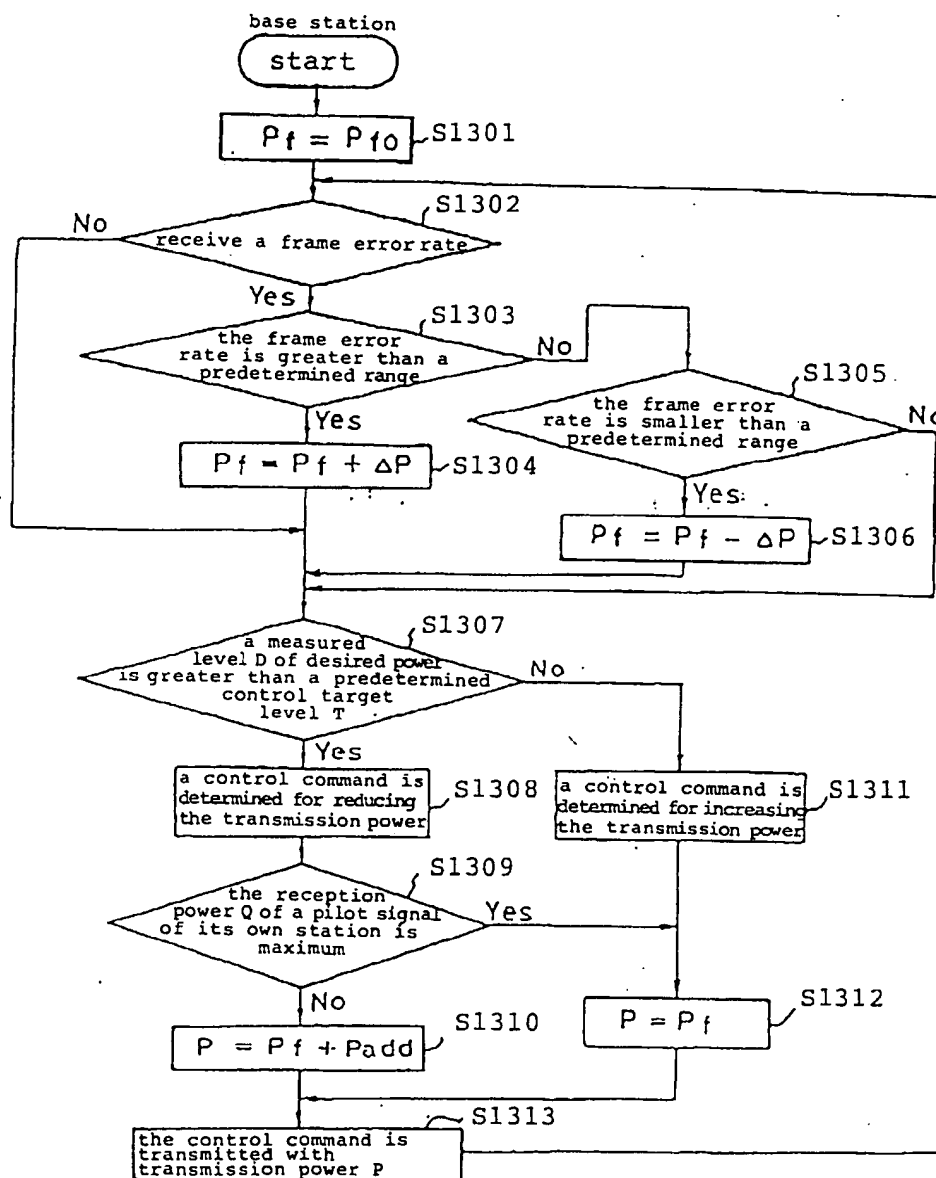 base station
start
Pf = Pf0
S1301
S1302
No
receive a frame error rate
Yes
S1303
the frame error
rate is greater than a
predetermined range
No
S1305
the frame error
rate is smaller than a
predetermined range
No
Yes
Pf = Pf + ΔP
S1304
Yes
Pf = Pf - ΔP
S1306
S1307
a measured
level D of desired power
is greater than a predetermined
control target
level T
No
Yes
a control command is
determined for reducing
the transmission power
S1308
a control command is
determined for increasing
the transmission power
S1311
S1309
the reception
power Q of a pilot signal
of its own station is
maximum
Yes
No
P = Pf + Padd
S1310
P = Pf
S1312
S1313
the control command is
transmitted with
transmission power P